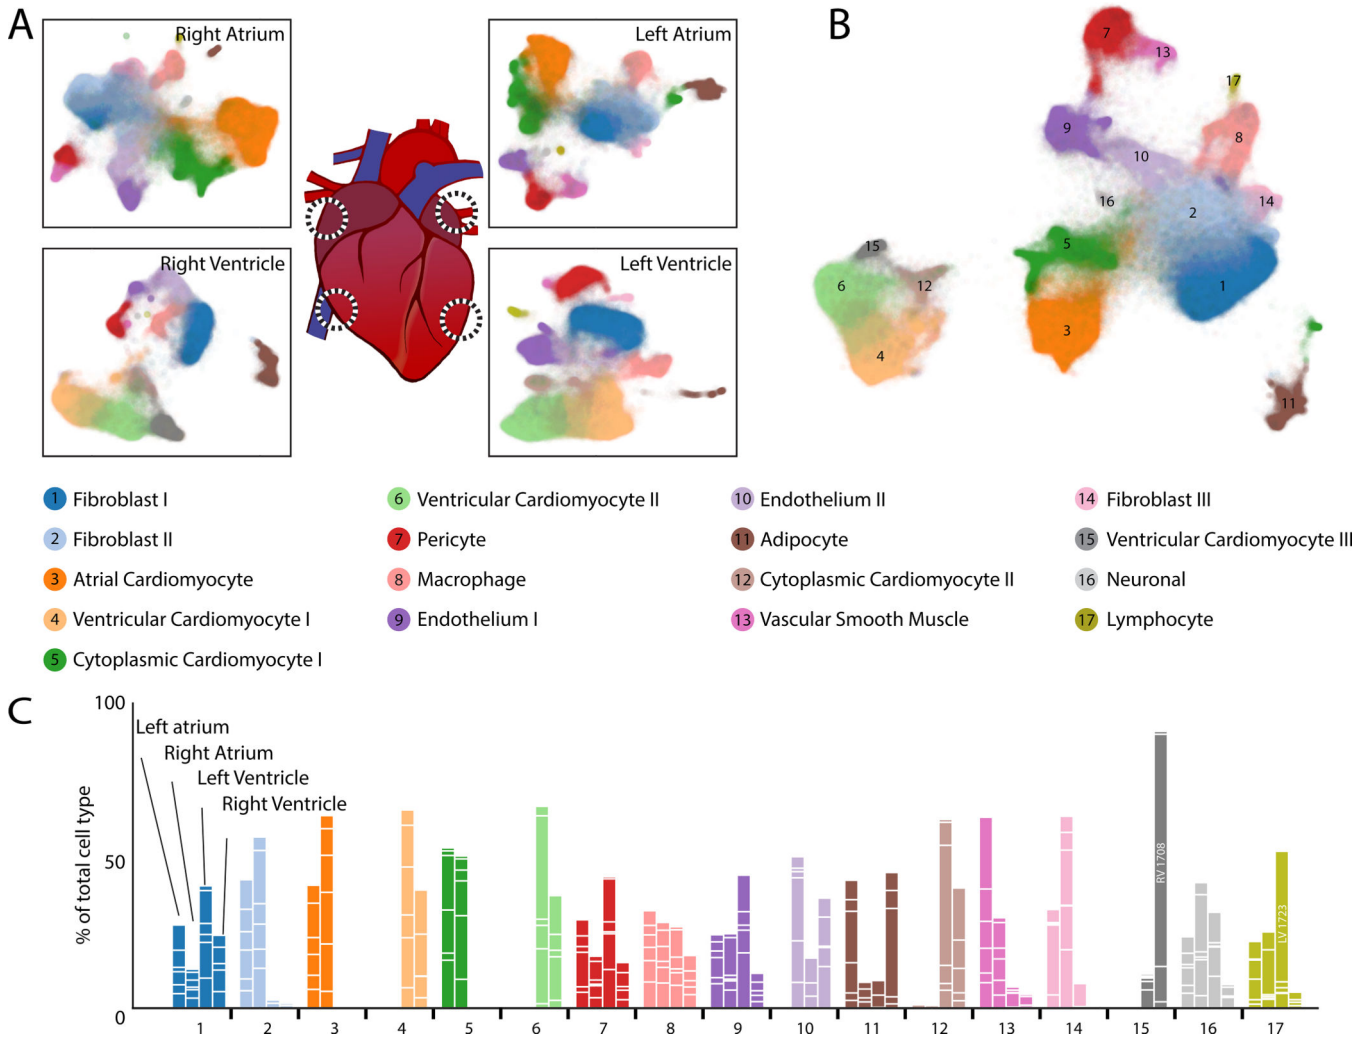 A
Right Atrium
Left Atrium
Right Ventricle
Left Ventricle
B
7
13
17
9
8
10
16
2
14
15
5
6
12
1
3
4
11
1 Fibroblast I
2 Fibroblast II
3 Atrial Cardiomyocyte
4 Ventricular Cardiomyocyte I
5 Cytoplasmic Cardiomyocyte I
6 Ventricular Cardiomyocyte II
7 Pericyte
8 Macrophage
9 Endothelium I
10 Endothelium II
11 Adipocyte
12 Cytoplasmic Cardiomyocyte II
13 Vascular Smooth Muscle
14 Fibroblast III
15 Ventricular Cardiomyocyte III
16 Neuronal
17 Lymphocyte
C
% of total cell type
100
50
0
Left atrium
Right Atrium
Left Ventricle
Right Ventricle
RV 1708
LV 1723
1 2 3 4 5 6 7 8 9 10 11 12 13 14 15 16 17